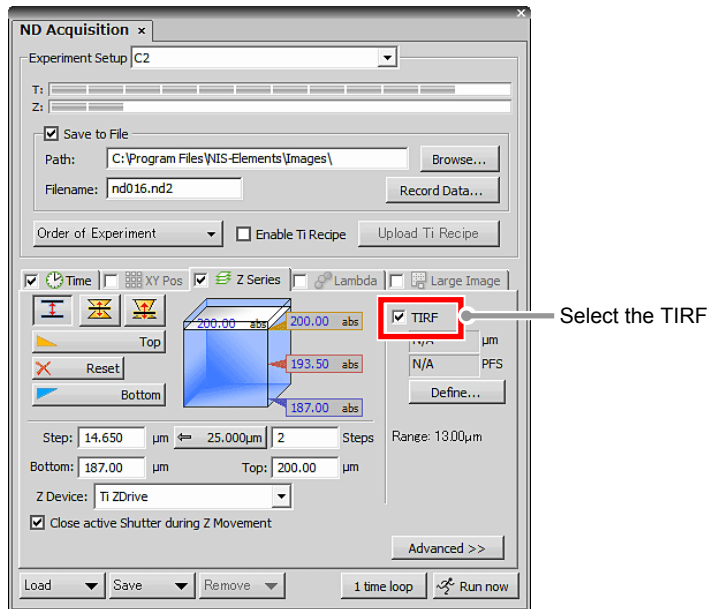 ND Acquisition ×
Experiment Setup C2
T:
Z:
Save to File
Path: C:\Program Files\NIS-Elements\Images\ Browse...
Filename: nd016.nd2 Record Data...
Order of Experiment Enable Ti Recipe Upload Ti Recipe
Time XY Pos Z Series Lambda Large Image
200.00 abs 200.00 abs TIRF Select the TIRF
Top N/A µm
Reset 193.50 abs N/A PFS
Bottom 187.00 abs Define...
Step: 14.650 µm 25.000µm 2 Steps Range: 13.00µm
Bottom: 187.00 µm Top: 200.00 µm
Z Device: Ti ZDrive
Close active Shutter during Z Movement
Advanced >>
Load Save Remove 1 time loop Run now